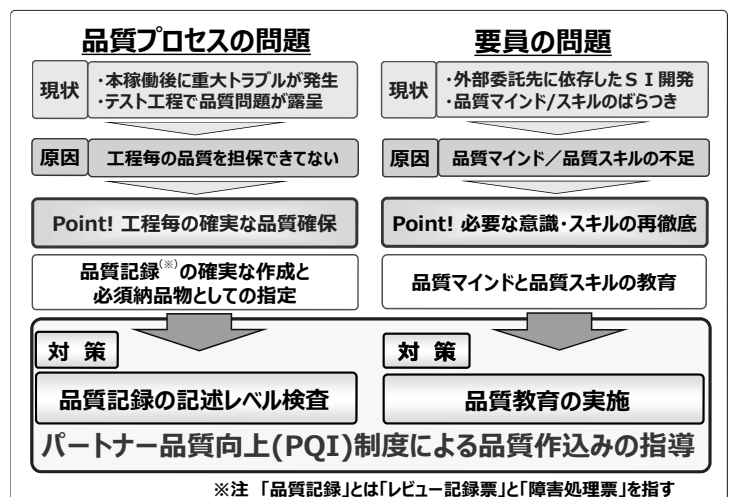 品質プロセスの問題
現状
・本稼働後に重大トラブルが発生
・テスト工程で品質問題が露呈
原因
工程毎の品質を担保できてない
Point! 工程毎の確実な品質確保
品質記録(※)の確実な作成と
必須納品物としての指定
対 策
品質記録の記述レベル検査
要員の問題
現状
・外部委託先に依存したＳＩ開発
・品質マインド/スキルのばらつき
原因
品質マインド／品質スキルの不足
Point! 必要な意識・スキルの再徹底
品質マインドと品質スキルの教育
対 策
品質教育の実施
パートナー品質向上(PQI)制度による品質作込みの指導
※注 「品質記録」とは「レビュー記録票」と「障害処理票」を指す